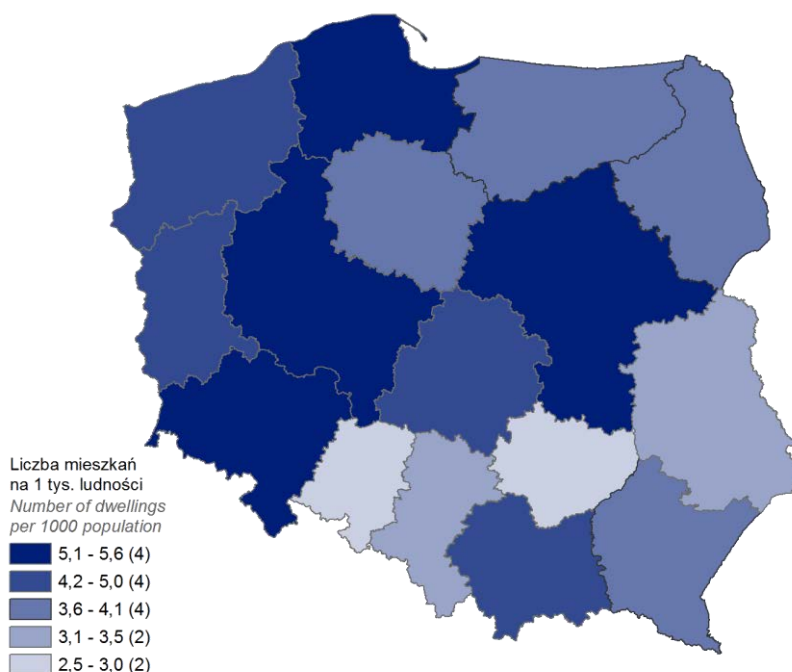 Liczba mieszkań
na 1 tys. ludności
Number of dwellings
per 1000 population
5,1 - 5,6 (4)
4,2 - 5,0 (4)
3,6 - 4,1 (4)
3,1 - 3,5 (2)
2,5 - 3,0 (2)